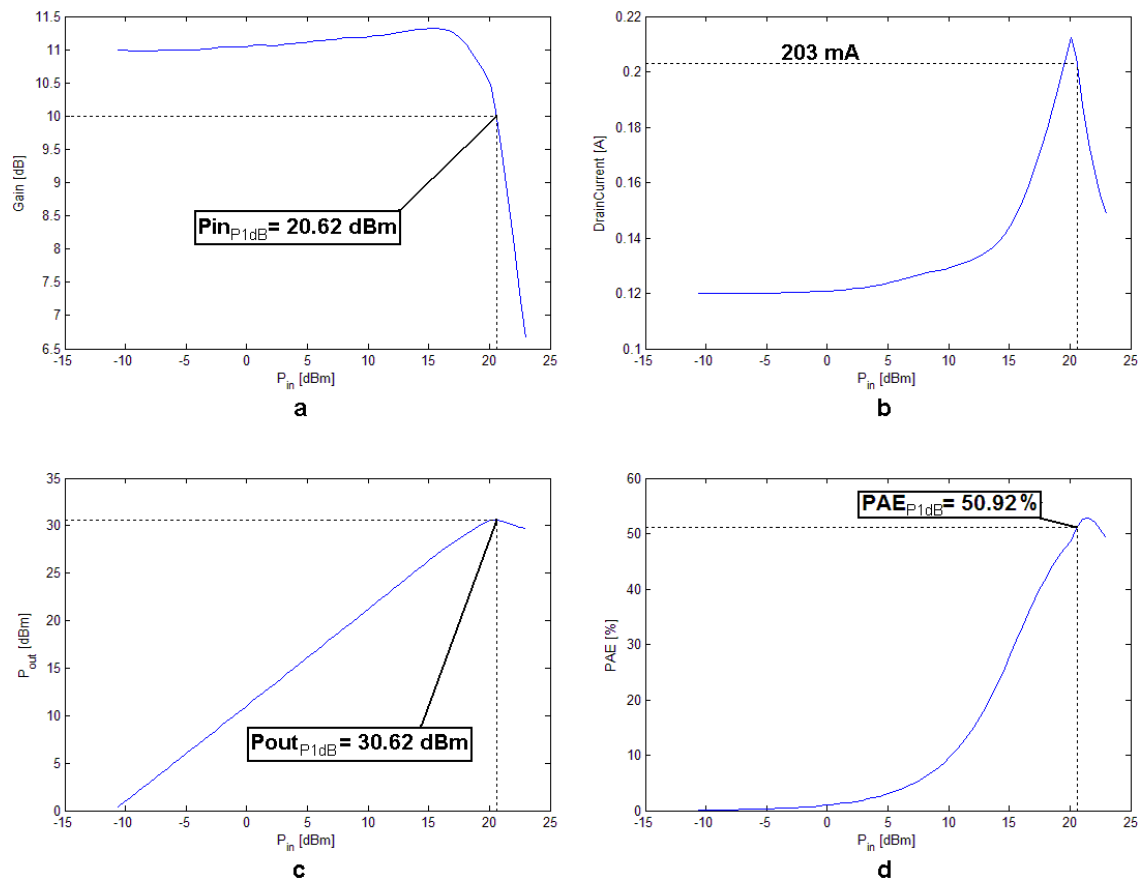 11.5
11
10.5
10
9.5
9
8.5
8
7.5
7
6.5
Gain [dB]
PinP1dB= 20.62 dBm
-15 -10 -5 0 5 10 15 20 25
Pin [dBm]
a
0.22
0.2
0.18
0.16
0.14
0.12
0.1
DrainCurrent [A]
203 mA
-15 -10 -5 0 5 10 15 20 25
Pin [dBm]
b
35
30
25
20
15
10
5
0
Pout [dBm]
PoutP1dB= 30.62 dBm
-15 -10 -5 0 5 10 15 20 25
Pin [dBm]
c
60
50
40
30
20
10
0
PAE [%]
PAEP1dB= 50.92%
-15 -10 -5 0 5 10 15 20 25
Pin [dBm]
d